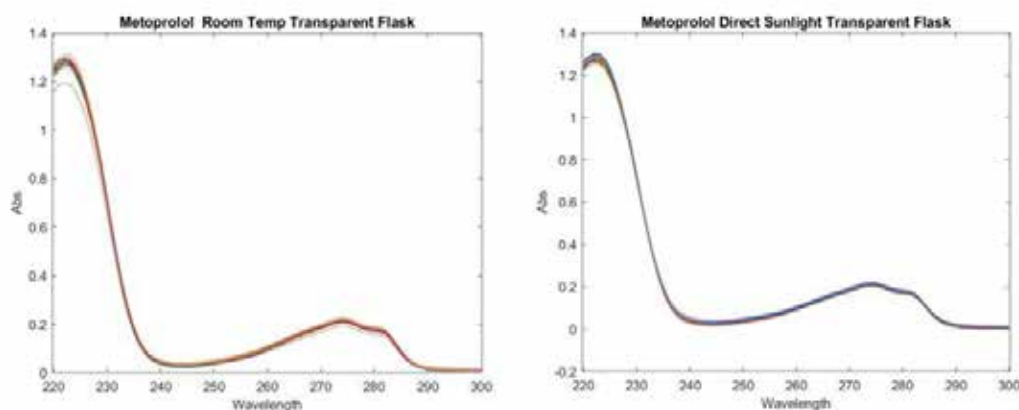 Metoprolol Room Temp Transparent Flask
1.4
1.2
1
0.8
0.6
0.4
0.2
0
Abs
220 230 240 250 260 270 280 290 300
Wavelength
Metoprolol Direct Sunlight Transparent Flask
1.4
1.2
1
0.8
0.6
0.4
0.2
0
-0.2
Abs
220 230 240 250 260 270 280 290 300
Wavelength